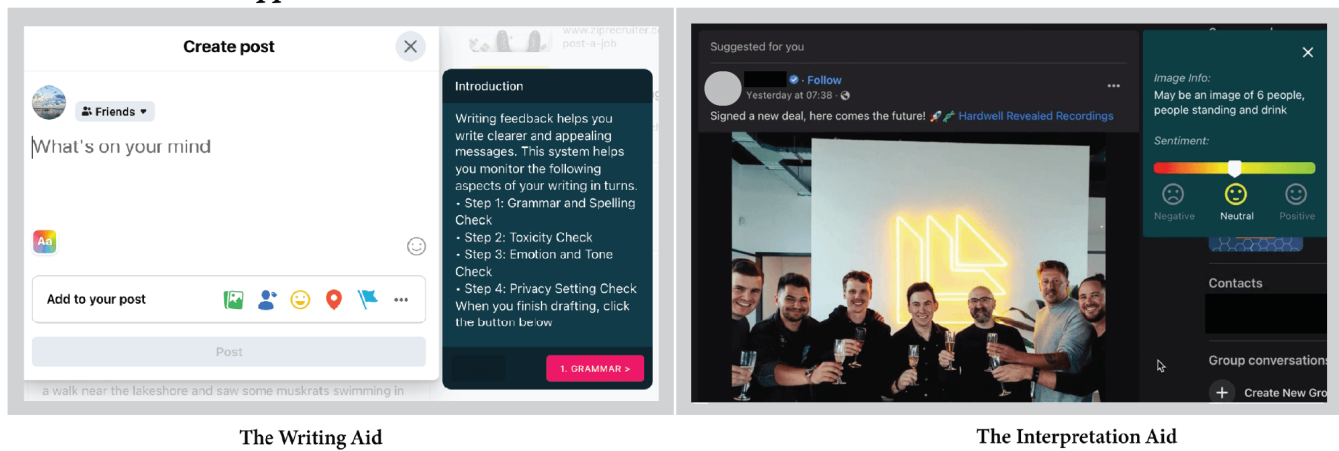 www.ziprecruiter.co
post-a-job
Create post
Friends
What's on your mind
Aa
Add to your post
Post
a walk near the lakeshore and saw some muskrats swimming in
Introduction
Writing feedback helps you
write clearer and appealing
messages. This system helps
you monitor the following
aspects of your writing in turns.
• Step 1: Grammar and Spelling
Check
• Step 2: Toxicity Check
• Step 3: Emotion and Tone
Check
• Step 4: Privacy Setting Check
When you finish drafting, click
the button below
1. GRAMMAR >
The Writing Aid
Suggested for you
· Follow
Yesterday at 07:38 ·
Signed a new deal, here comes the future! 🚀 Hardwell Revealed Recordings
Image Info:
May be an image of 6 people,
people standing and drink
Sentiment:
Negative Neutral Positive
Contacts
Group conversations
Create New Gro
The Interpretation Aid